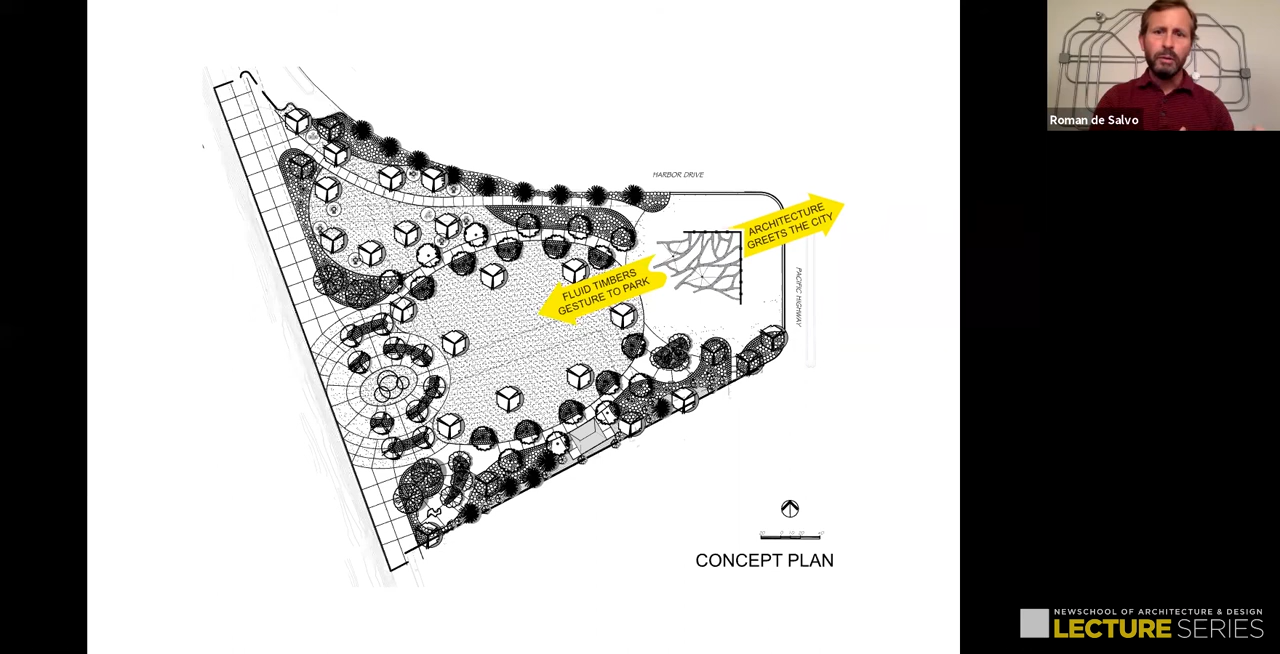 Roman de Salvo
HARBOR DRIVE
ARCHITECTURE
GREETS THE CITY
FLUID TIMBERS
GESTURE TO PARK
PACIFIC HIGHWAY
CONCEPT PLAN
NEWSCHOOL OF ARCHITECTURE & DESIGN
LECTURE SERIES